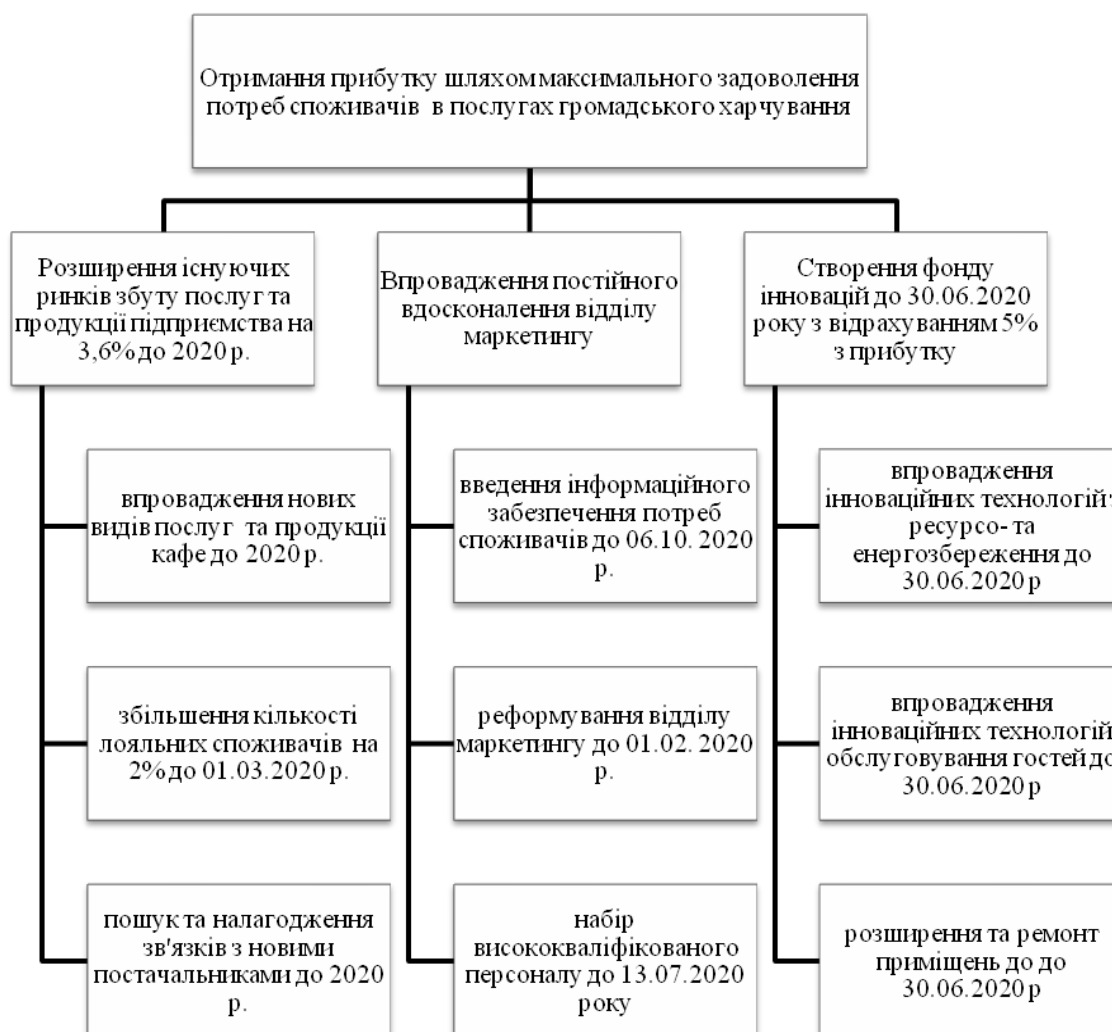 Отримання прибутку шляхом максимального задоволення
потреб споживачів в послугах громадського харчування
Розширення існуючих
ринків збуту послуг та
продукції підприємства на
3,6% до 2020 р.
впровадження нових
видів послуг та продукції
кафе до 2020 р.
збільшення кількості
лояльних споживачів на
2% до 01.03.2020 р.
пошук та налагодження
зв'язків з новими
постачальниками до 2020
р.
Впровадження постійного
вдосконалення відділу
маркетингу
введення інформаційного
забезпечення потреб
споживачів до 06.10. 2020
р.
реформування відділу
маркетингу до 01.02. 2020
р.
набір
висококваліфікованого
персоналу до 13.07.2020
року
Створення фонду
інновацій до 30.06.2020
року з відрахуванням 5%
з прибутку
впровадження
інноваційних технологій
ресурсо- та
енергозбереження до
30.06.2020 р
впровадження
інноваційних технологій
обслуговування гостей до
30.06.2020 р
розширення та ремонт
приміщень до до
30.06.2020 р